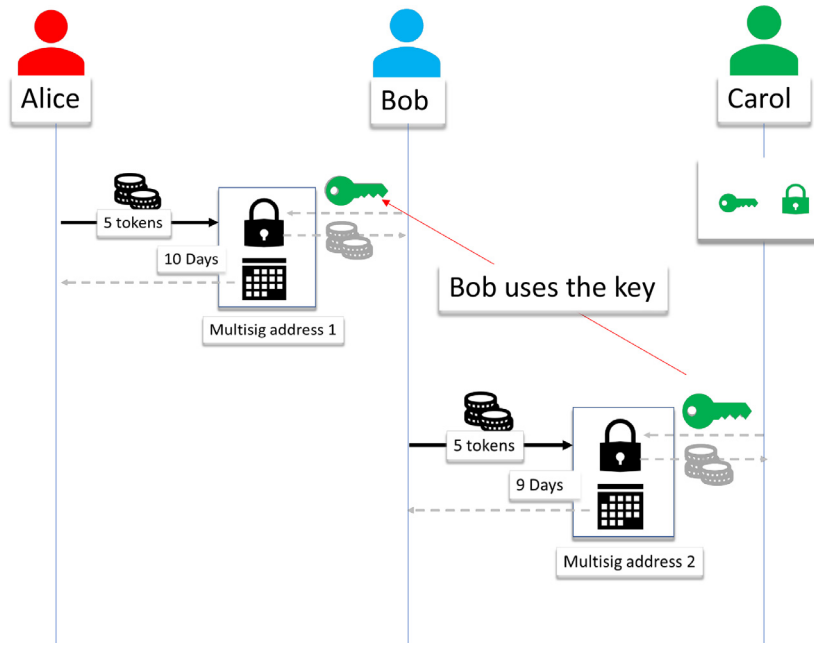 Alice
Bob
Carol
5 tokens
10 Days
Multisig address 1
Bob uses the key
5 tokens
9 Days
Multisig address 2